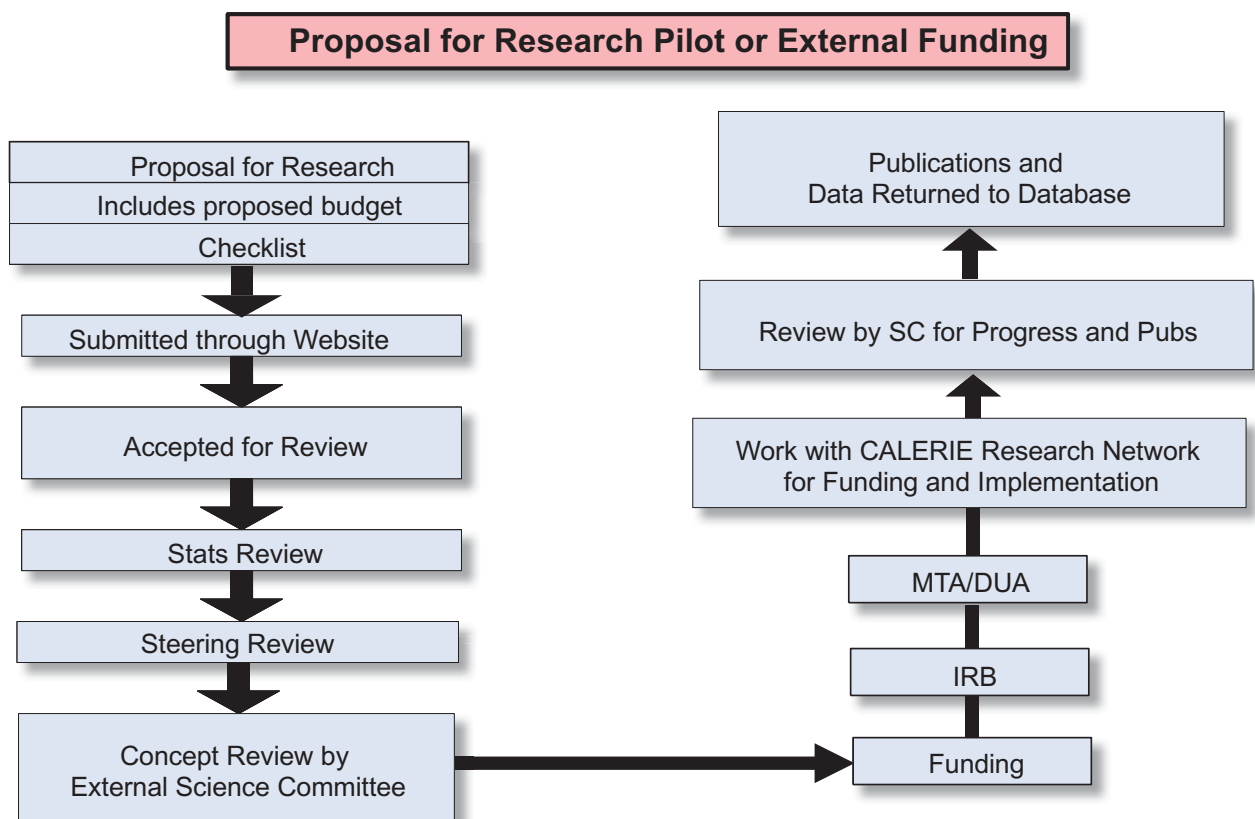 Proposal for Research Pilot or External Funding
Proposal for Research
Includes proposed budget
Checklist
Submitted through Website
Accepted for Review
Stats Review
Steering Review
Concept Review by
External Science Committee
Funding
IRB
MTA/DUA
Work with CALERIE Research Network
for Funding and Implementation
Review by SC for Progress and Pubs
Publications and
Data Returned to Database